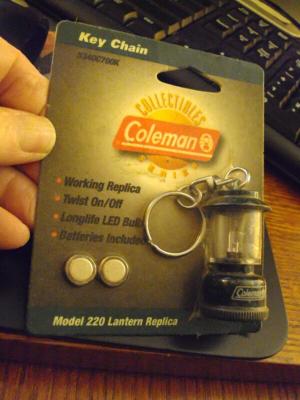 Key Chain
COLLECTIBLES
Coleman
SERIES
• Working Replica
• Twist On/Off
• Longlife LED Bulb
• Batteries Included
Coleman
Model 220 Lantern Replica